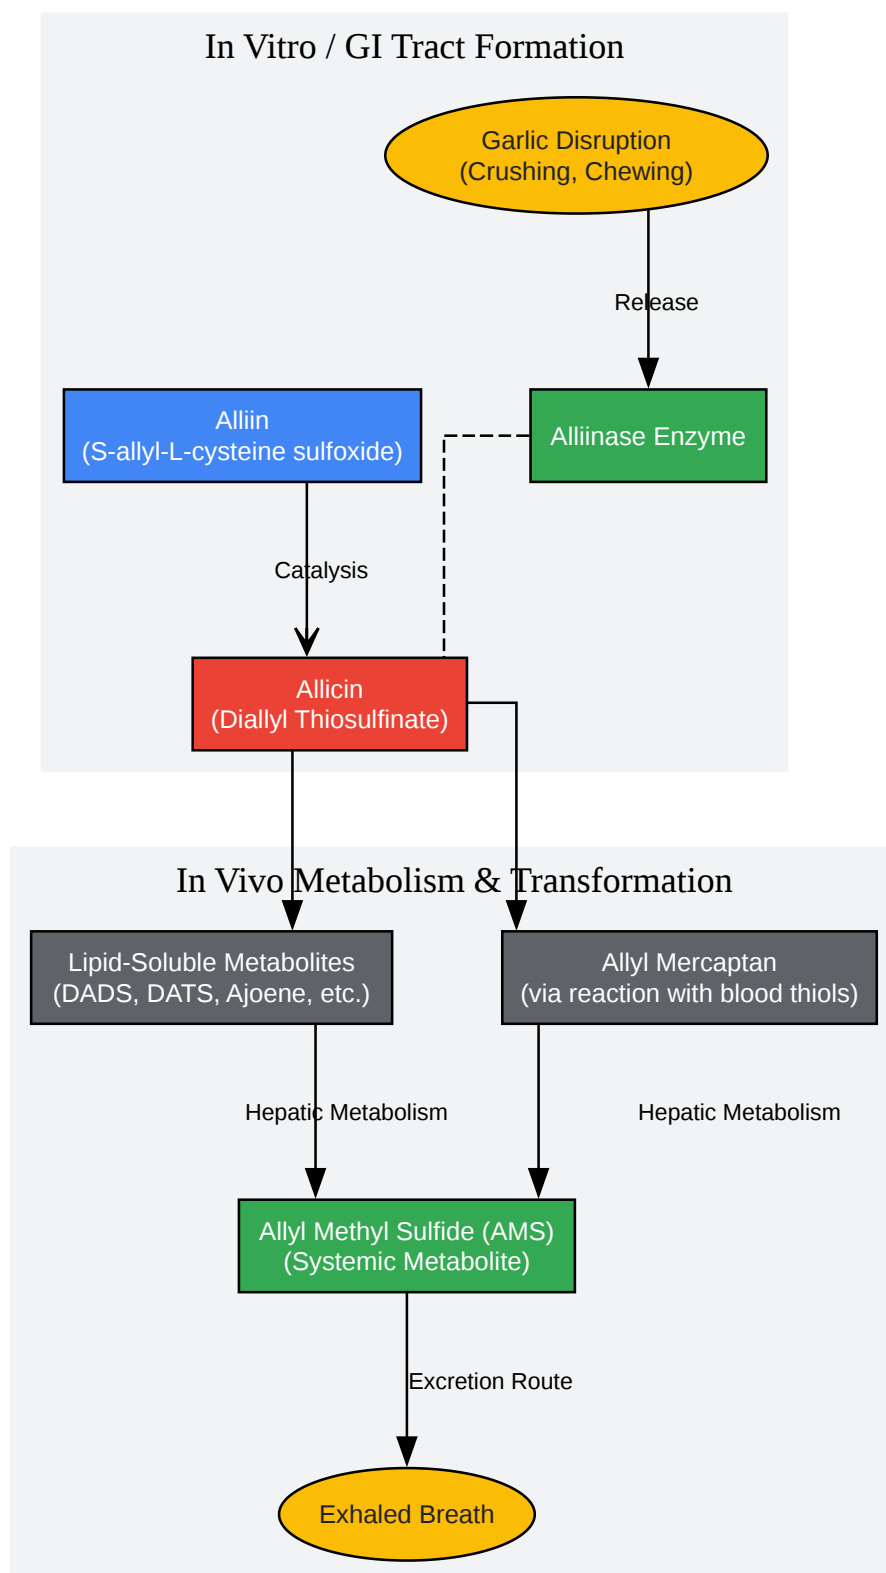 In Vitro / GI Tract Formation
Garlic Disruption
(Crushing, Chewing)
Release
Alliin
(S-allyl-L-cysteine sulfoxide)
Alliinase Enzyme
Catalysis
Allicin
(Diallyl Thiosulfinate)
In Vivo Metabolism & Transformation
Lipid-Soluble Metabolites
(DADS, DATS, Ajoene, etc.)
Allyl Mercaptan
(via reaction with blood thiols)
Hepatic Metabolism
Hepatic Metabolism
Allyl Methyl Sulfide (AMS)
(Systemic Metabolite)
Excretion Route
Exhaled Breath